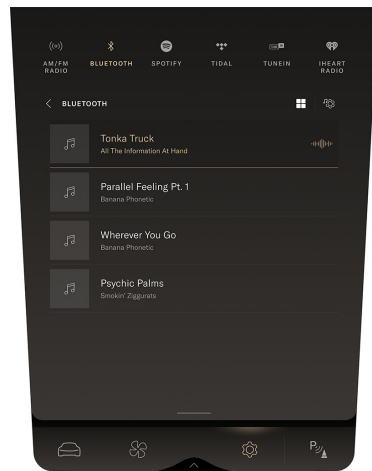 AM/FM
RADIO
BLUETOOTH
SPOTIFY
TIDAL
TUNEIN
IHEART
RADIO
BLUETOOTH
Tonka Truck
All The Information At Hand
Parallel Feeling Pt. 1
Banana Phonetic
Wherever You Go
Banana Phonetic
Psychic Palms
Smokin' Ziggurats
P